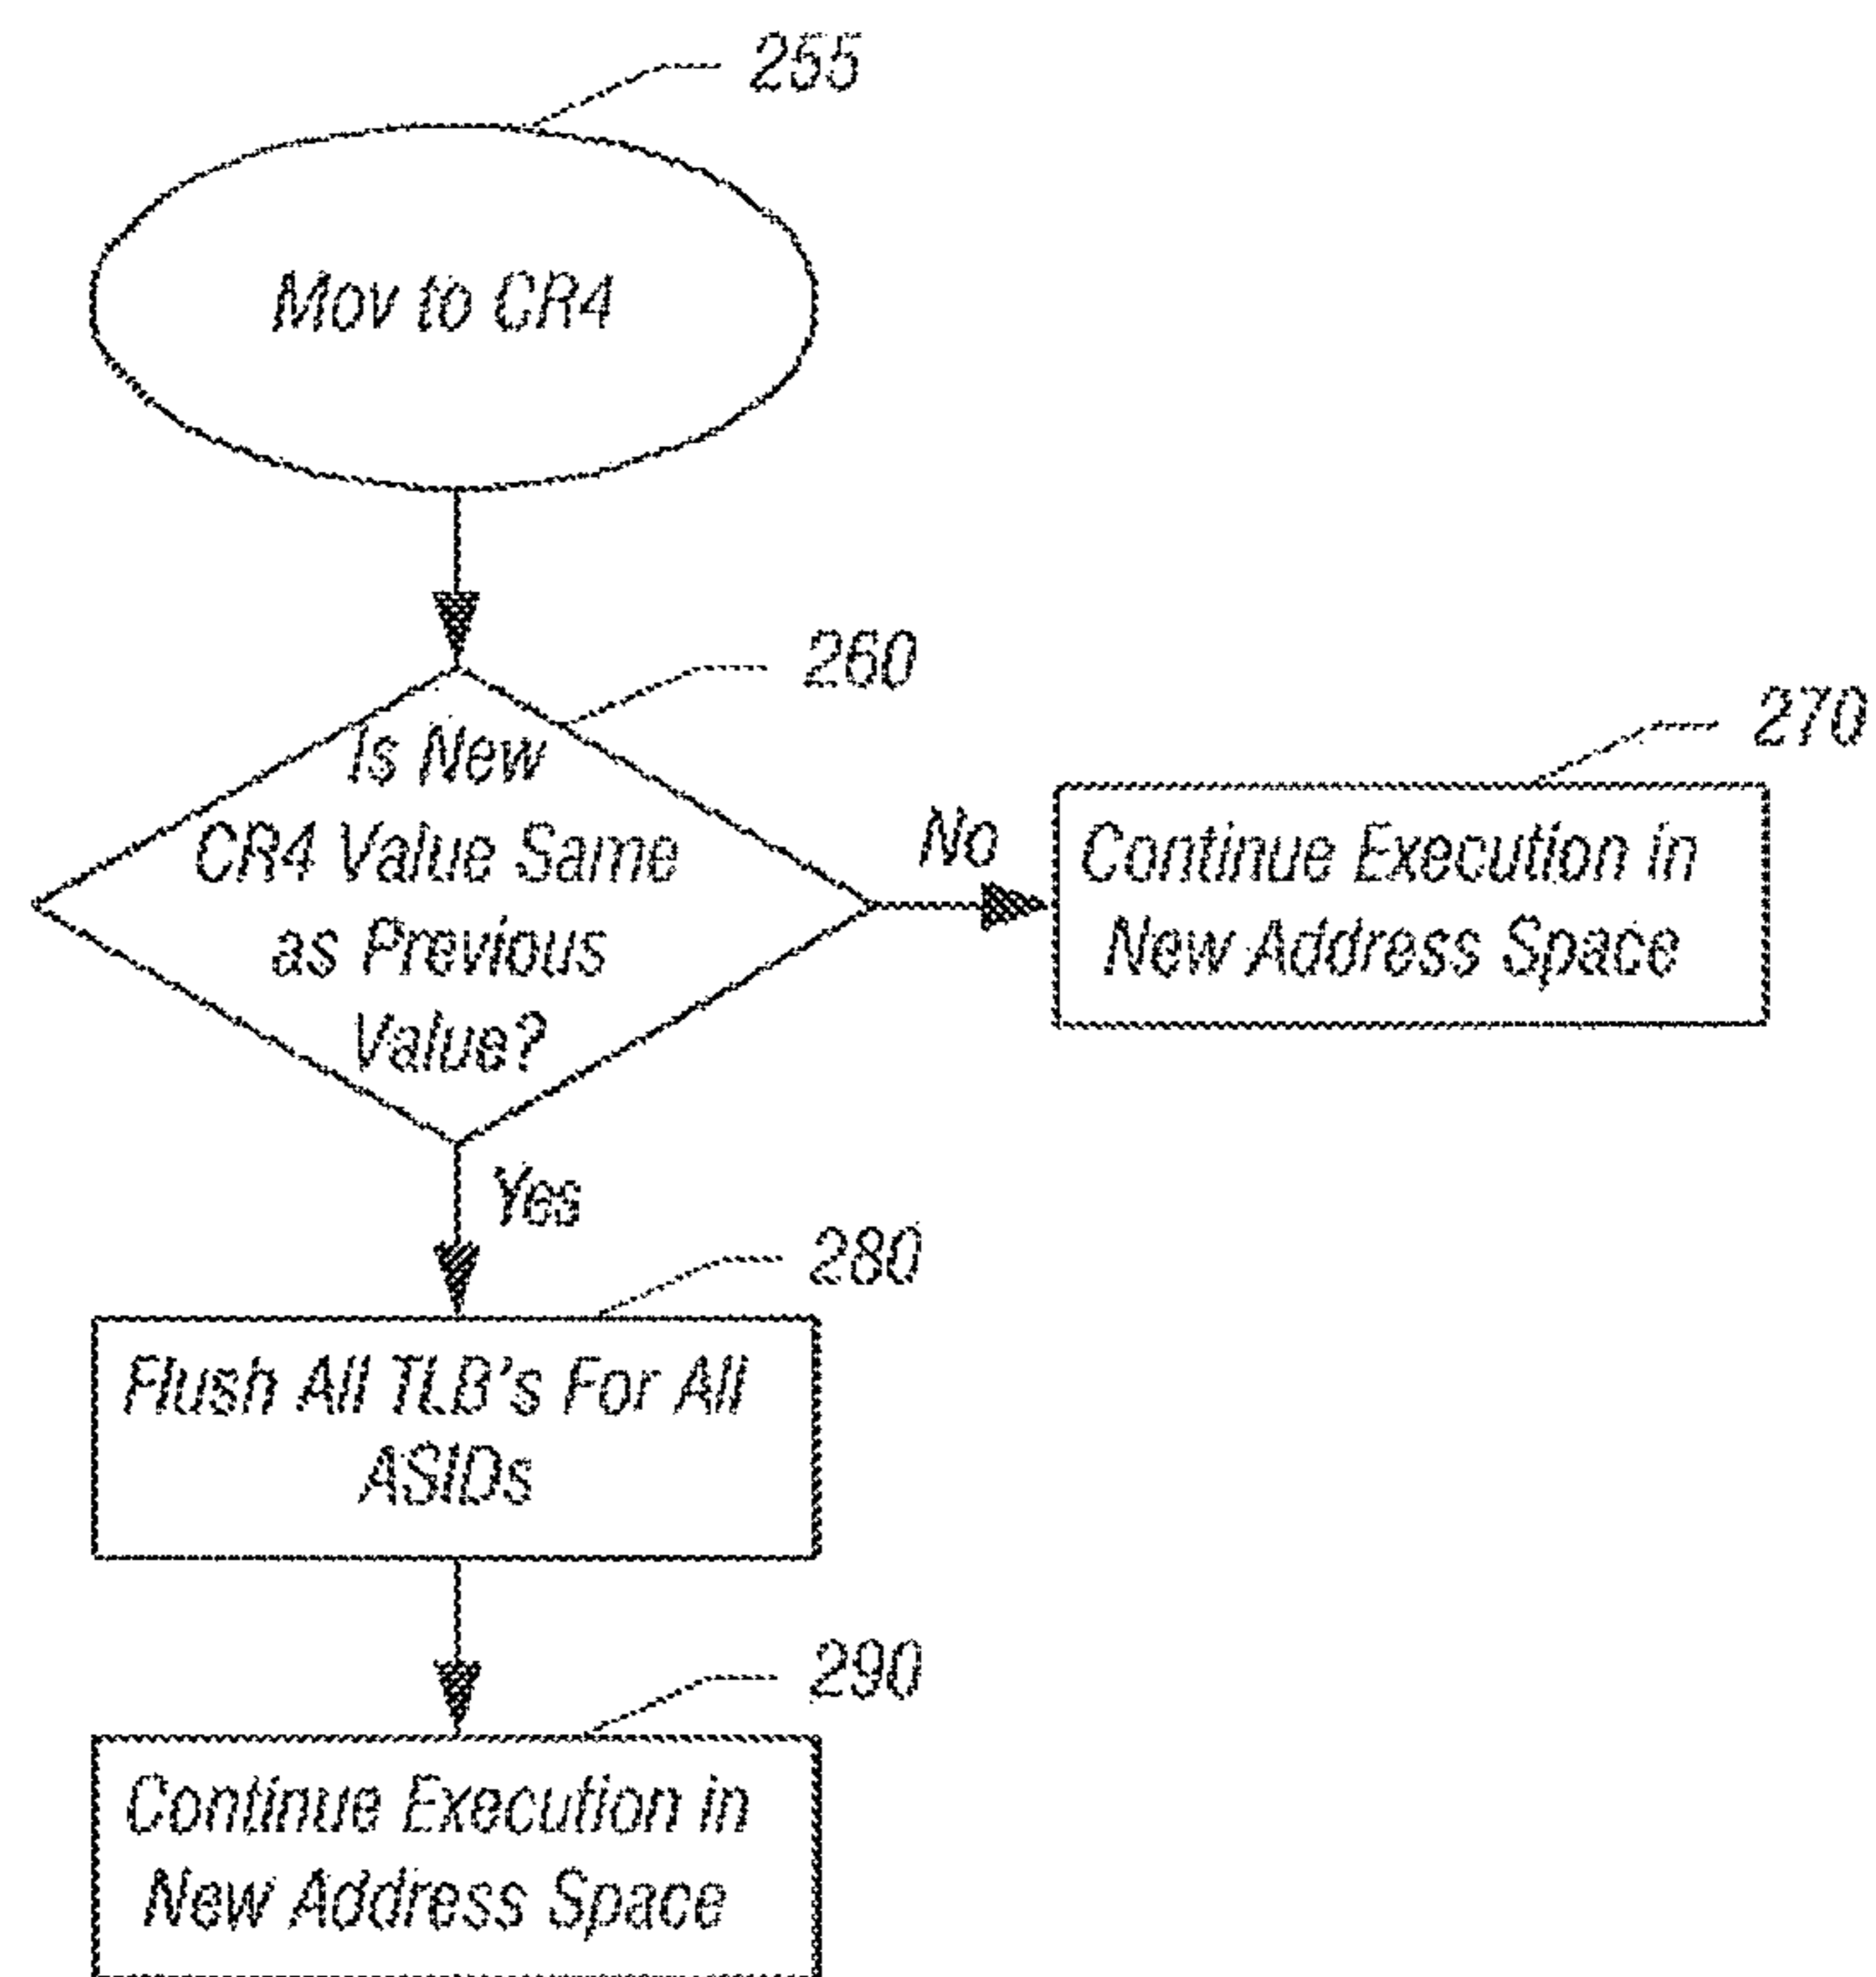 255
Mov to CR4
260
Is New
CR4 Value Same
as Previous
Value?
No
270
Continue Execution in
New Address Space
Yes
280
Flush All TLB's For All
ASIDs
290
Continue Execution in
New Address Space